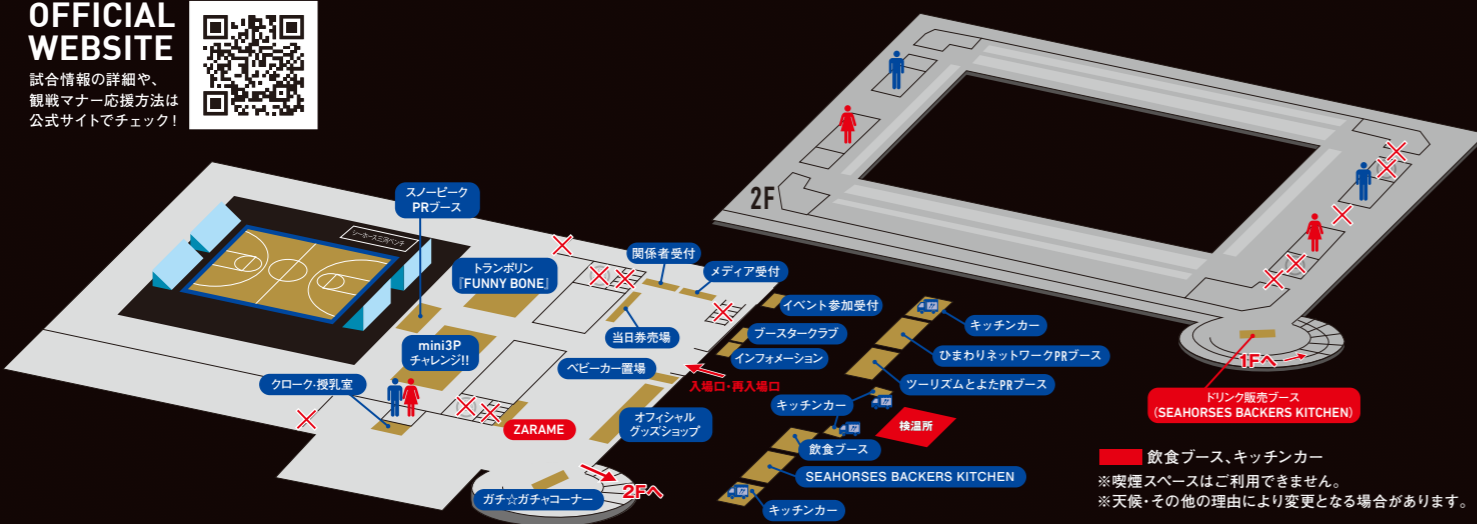 OFFICIAL
WEBSITE
試合情報の詳細や、
観戦マナー応援方法は
公式サイトでチェック！
2F
スノーピーク
PRブース
シーホース三河ベンチ
トランポリン
『FUNNY BONE』
関係者受付
メディア受付
イベント参加受付
キッチンカー
ブースタークラブ
当日券売場
mini3P
チャレンジ!!
インフォメーション
ひまわりネットワークPRブース
1Fへ
ベビーカー置場
クローク・授乳室
入場口・再入場口
ツーリズムとよたPRブース
キッチンカー
ドリンク販売ブース
(SEAHORSES BACKERS KITCHEN)
オフィシャル
グッズショップ
ZARAME
検温所
飲食ブース
SEAHORSES BACKERS KITCHEN
2Fへ
ガチ☆ガチャコーナー
キッチンカー
飲食ブース、キッチンカー
※喫煙スペースはご利用できません。
※天候・その他の理由により変更となる場合があります。